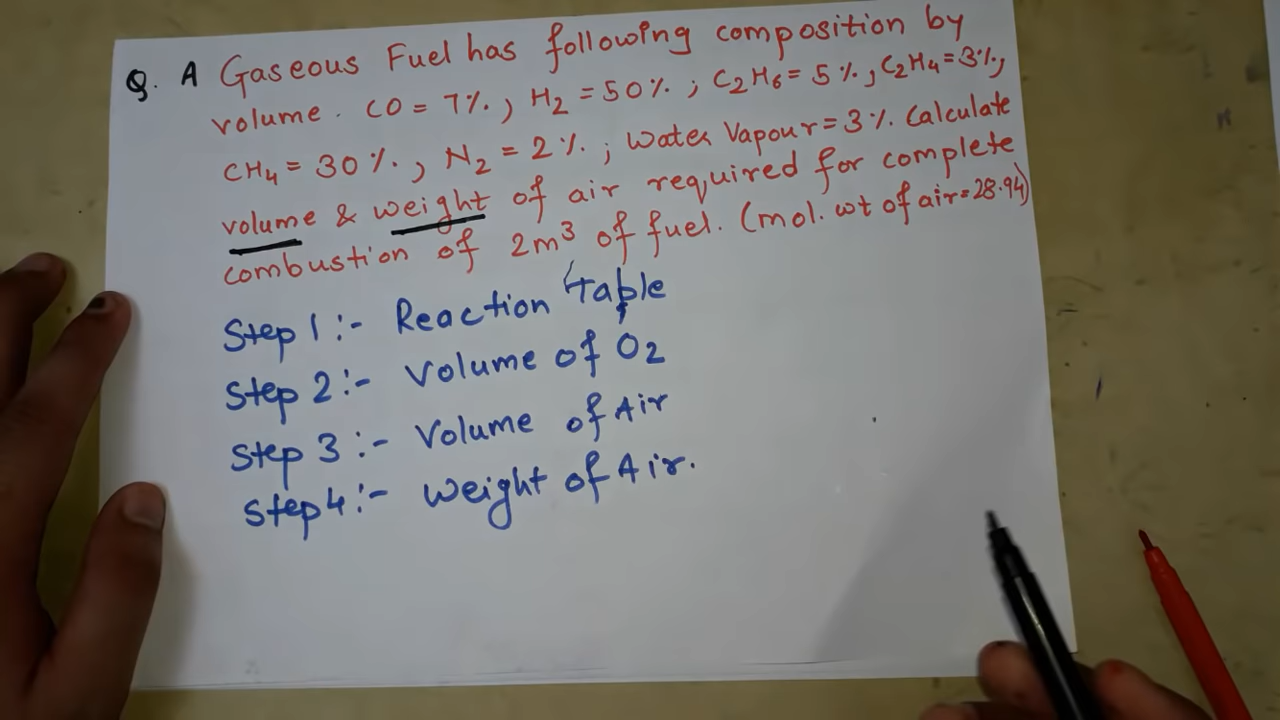 Q. A Gaseous Fuel has following composition by
volume. CO = 7%, H2 = 50%; C2H6 = 5%, C2H4 = 3%,
CH4 = 30%, N2 = 2%; Water Vapour = 3%. Calculate
volume & weight of air required for complete
combustion of 2m³ of fuel. (mol. wt of air = 28.94)
Step 1 :- Reaction Table
Step 2 :- Volume of O2
Step 3 :- Volume of Air
Step 4 :- Weight of Air.